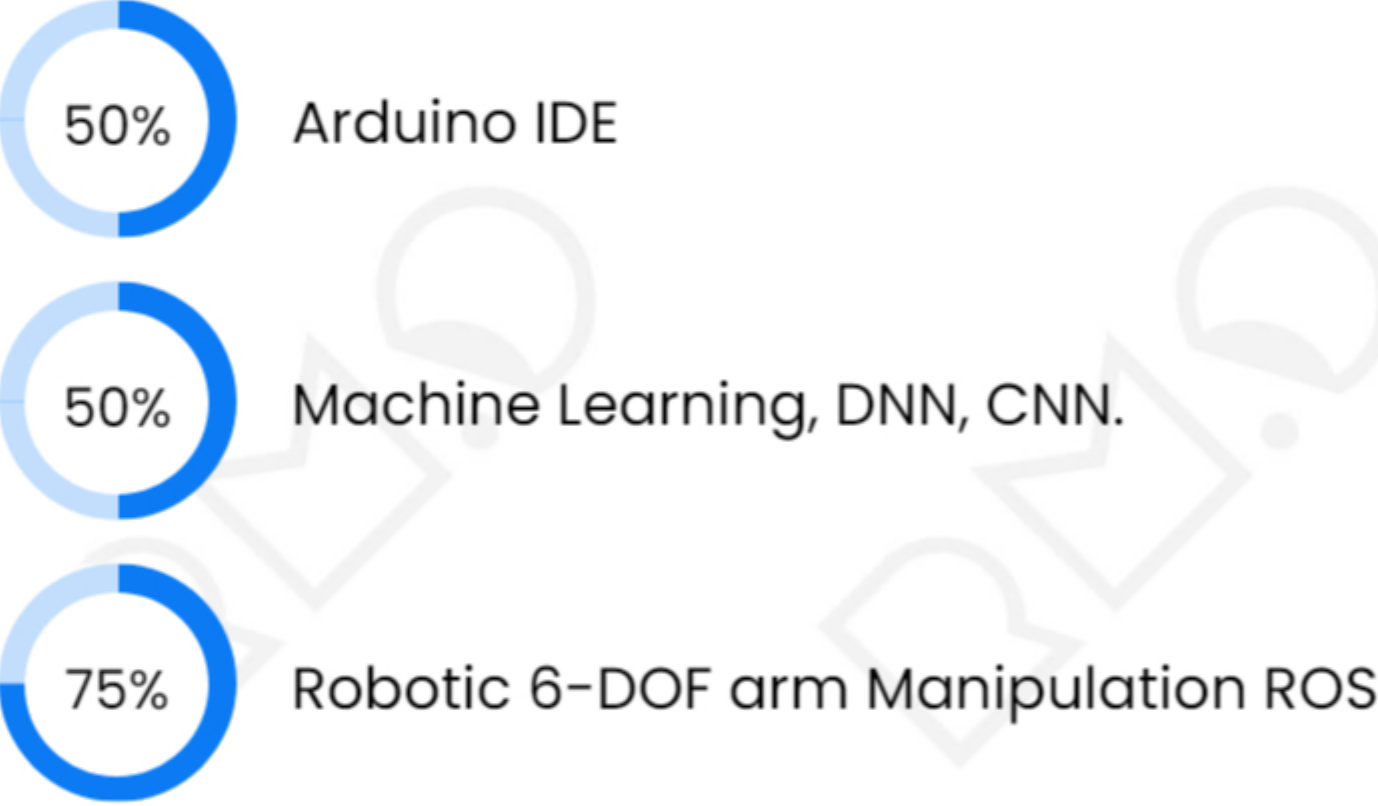 50% Arduino IDE
50% Machine Learning, DNN, CNN.
75% Robotic 6-DOF arm Manipulation ROS